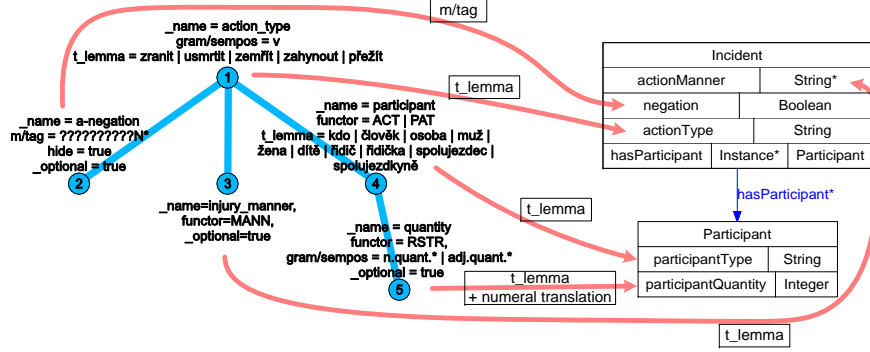 m/tag
_name = action_type
gram/sempos = v
t_lemma = zranit | usmrtit | zemřít | zahynout | přežít
1
_name = a-negation
m/tag = ??????????N*
hide = true
_optional = true
2
3
_name=injury_manner,
functor=MANN,
_optional=true
_name = participant
functor = ACT | PAT
t_lemma = kdo | člověk | osoba | muž |
žena | dítě | řidič | řidička | spolujezdec |
spolujezdkyně
4
_name = quantity
functor = RSTR,
gram/sempos = n.quant.* | adj.quant.*
_optional = true
5
t_lemma
t_lemma
t_lemma
+ numeral translation
t_lemma
Incident
actionManner String*
negation Boolean
actionType String
hasParticipant Instance* Participant
hasParticipant*
Participant
participantType String
participantQuantity Integer